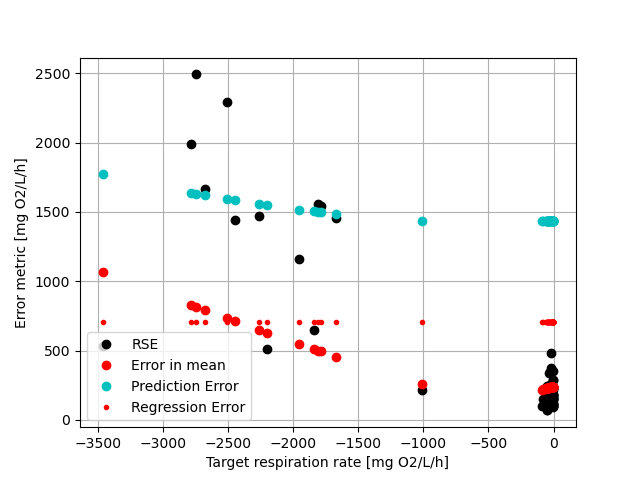 2500
2000
1500
1000
500
0
Error metric [mg O2/L/h]
RSE
Error in mean
Prediction Error
Regression Error
−3500 −3000 −2500 −2000 −1500 −1000 −500 0
Target respiration rate [mg O2/L/h]